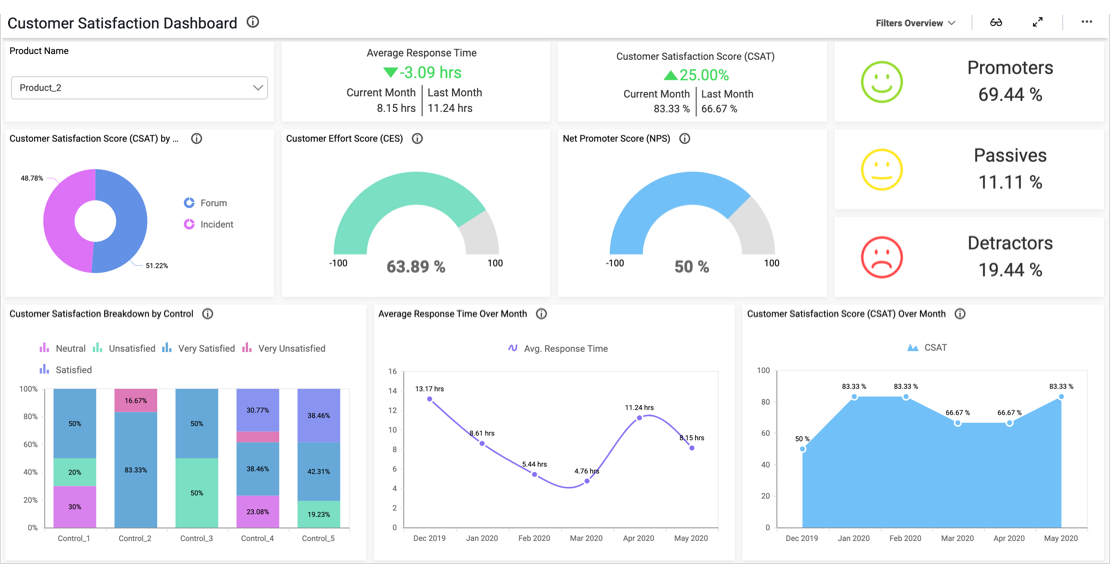 Customer Satisfaction Dashboard
Filters Overview
Product Name
Product_2
Average Response Time
-3.09 hrs
Current Month Last Month
8.15 hrs 11.24 hrs
Customer Satisfaction Score (CSAT)
25.00%
Current Month Last Month
83.33 % 66.67 %
Promoters
69.44 %
Customer Satisfaction Score (CSAT) by ...
48.78%
51.22%
Forum
Incident
Customer Effort Score (CES)
-100
100
63.89 %
Net Promoter Score (NPS)
-100
100
50 %
Passives
11.11 %
Detractors
19.44 %
Customer Satisfaction Breakdown by Control
Neutral Unsatisfied Very Satisfied Very Unsatisfied
Satisfied
100%
80%
60%
40%
20%
0%
50%
20%
30%
16.67%
83.33%
50%
50%
30.77%
38.46%
23.08%
38.46%
42.31%
19.23%
Control_1 Control_2 Control_3 Control_4 Control_5
Average Response Time Over Month
Avg. Response Time
16
14
12
10
8
6
4
2
0
13.17 hrs
8.61 hrs
5.44 hrs
4.76 hrs
11.24 hrs
8.15 hrs
Dec 2019 Jan 2020 Feb 2020 Mar 2020 Apr 2020 May 2020
Customer Satisfaction Score (CSAT) Over Month
CSAT
100
80
60
40
20
0
50 %
83.33 %
83.33 %
66.67 %
66.67 %
83.33 %
Dec 2019 Jan 2020 Feb 2020 Mar 2020 Apr 2020 May 2020